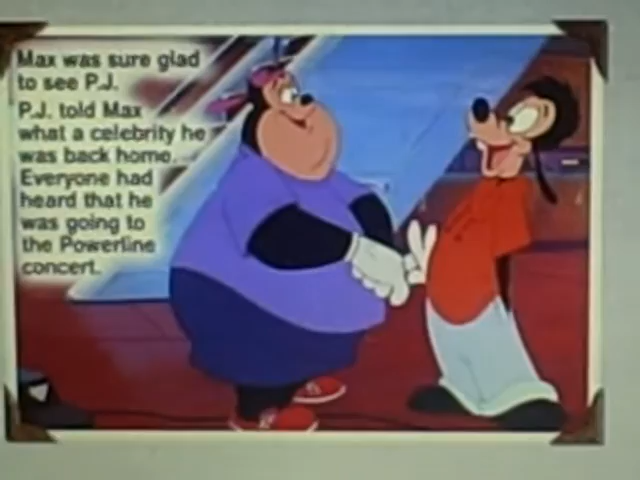 Max was sure glad
to see P.J.
P.J. told Max
what a celebrity he
was back home.
Everyone had
heard that he
was going to
the Powerline
concert.